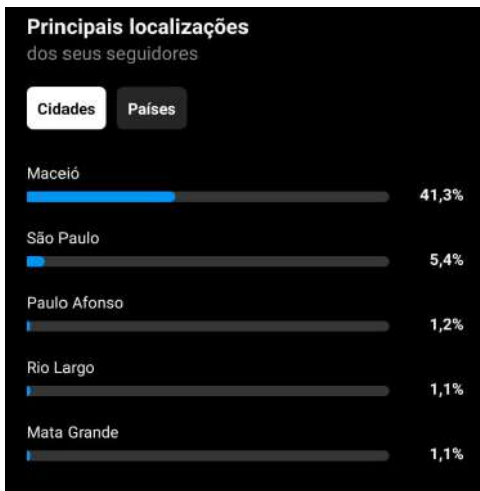 Principais localizações
dos seus seguidores
Cidades Países
Maceió
41,3%
São Paulo
5,4%
Paulo Afonso
1,2%
Rio Largo
1,1%
Mata Grande
1,1%